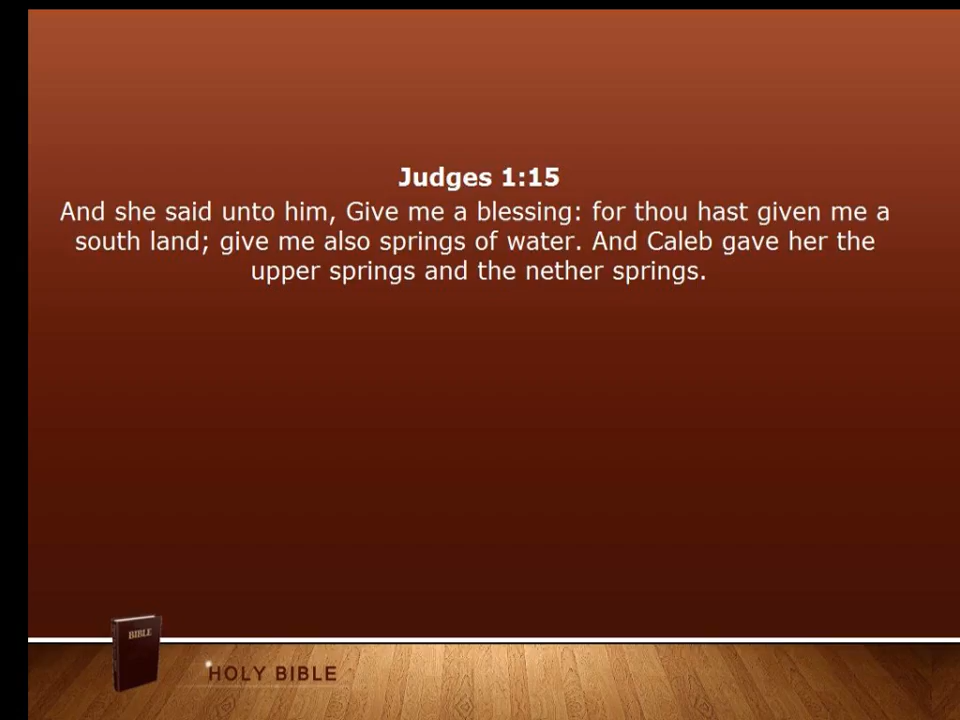 Judges 1:15
And she said unto him, Give me a blessing: for thou hast given me a
south land; give me also springs of water. And Caleb gave her the
upper springs and the nether springs.
BIBLE
HOLY BIBLE